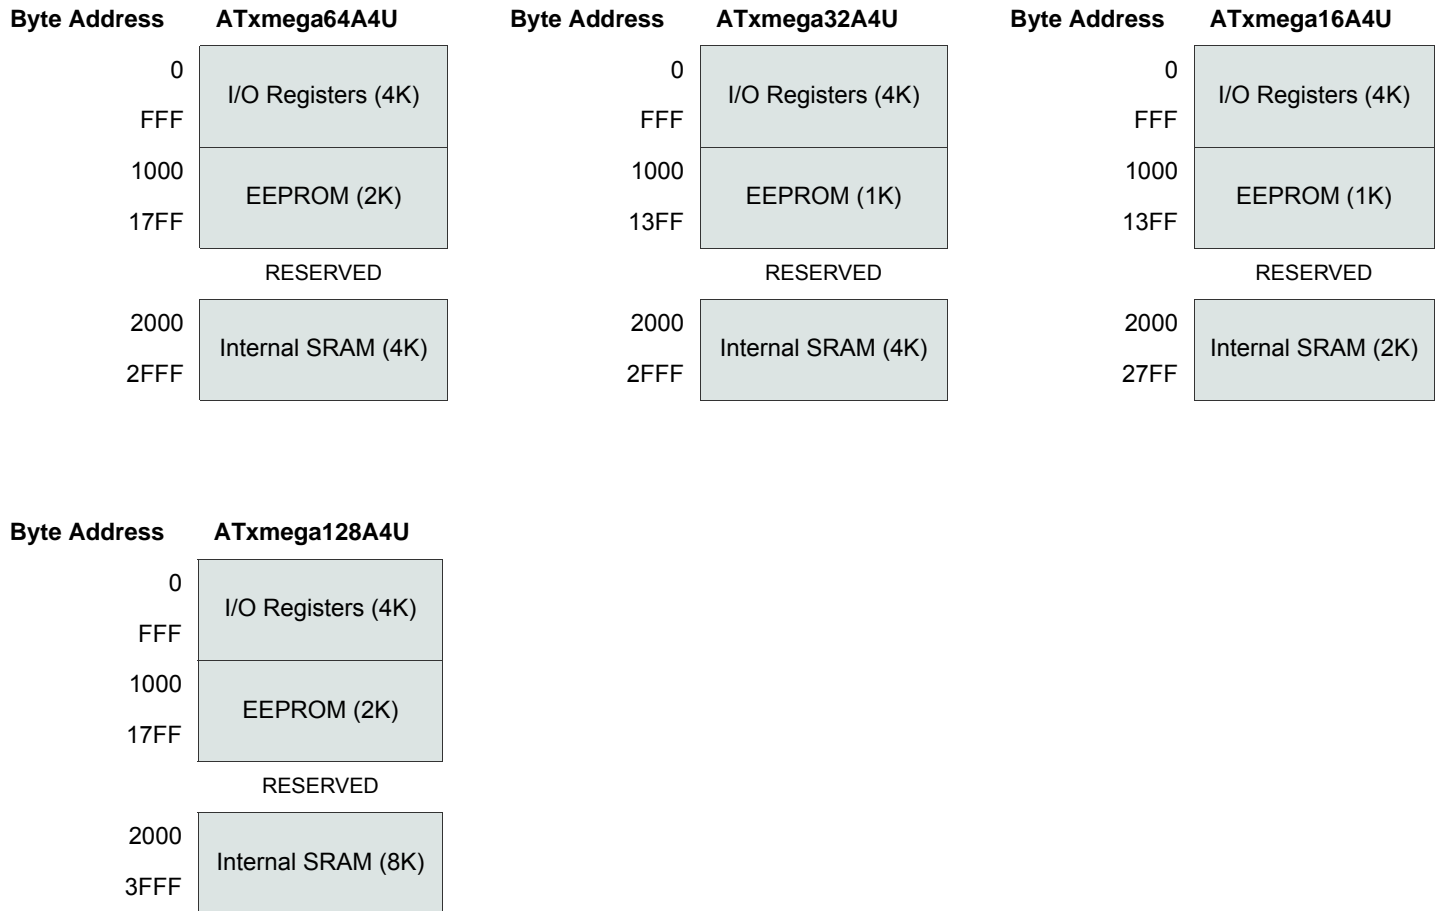 Byte Address ATxmega64A4U
0
I/O Registers (4K)
FFF
1000
EEPROM (2K)
17FF
RESERVED
2000
Internal SRAM (4K)
2FFF
Byte Address ATxmega32A4U
0
I/O Registers (4K)
FFF
1000
EEPROM (1K)
13FF
RESERVED
2000
Internal SRAM (4K)
2FFF
Byte Address ATxmega16A4U
0
I/O Registers (4K)
FFF
1000
EEPROM (1K)
13FF
RESERVED
2000
Internal SRAM (2K)
27FF
Byte Address ATxmega128A4U
0
I/O Registers (4K)
FFF
1000
EEPROM (2K)
17FF
RESERVED
2000
Internal SRAM (8K)
3FFF